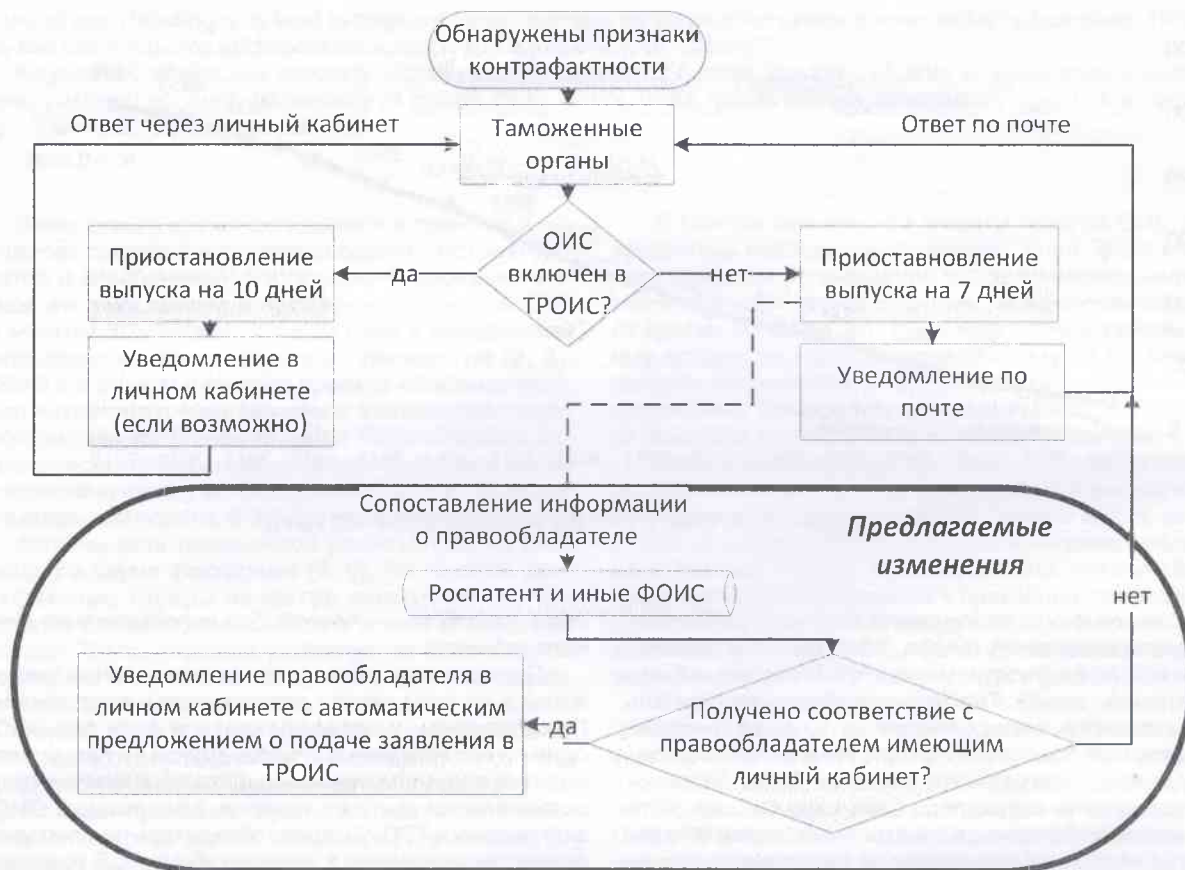 Обнаружены признаки
контрафактности
Ответ через личный кабинет
Таможенные
органы
Ответ по почте
ОИС
включен в
ТРОИС?
да
нет
Приостановление
выпуска на 10 дней
Приоставновление
выпуска на 7 дней
Уведомление в
личном кабинете
(если возможно)
Уведомление по
почте
Сопоставление информации
о правообладателе
Предлагаемые
изменения
Роспатент и иные ФОИС
нет
Уведомление правообладателя в
личном кабинете с автоматическим
предложением о подаче заявления в
ТРОИС
да
Получено соответствие с
правообладателем имеющим
личный кабинет?